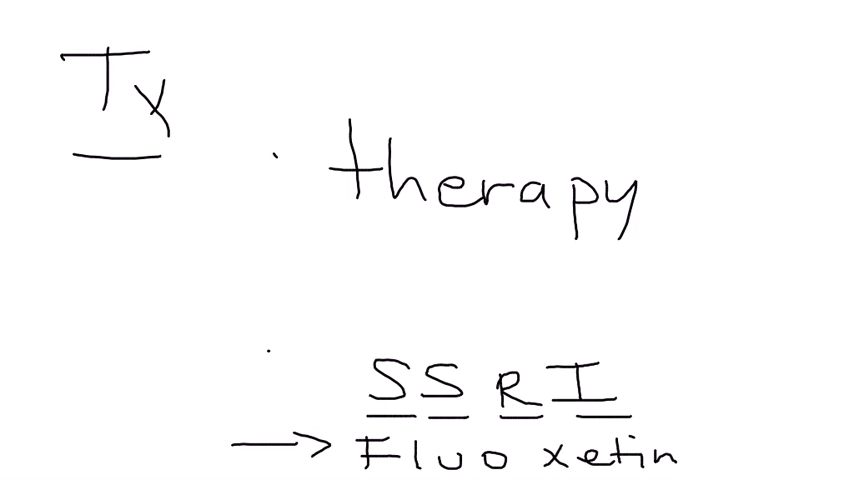 Tx
therapy
SSRI
→ Fluoxetin